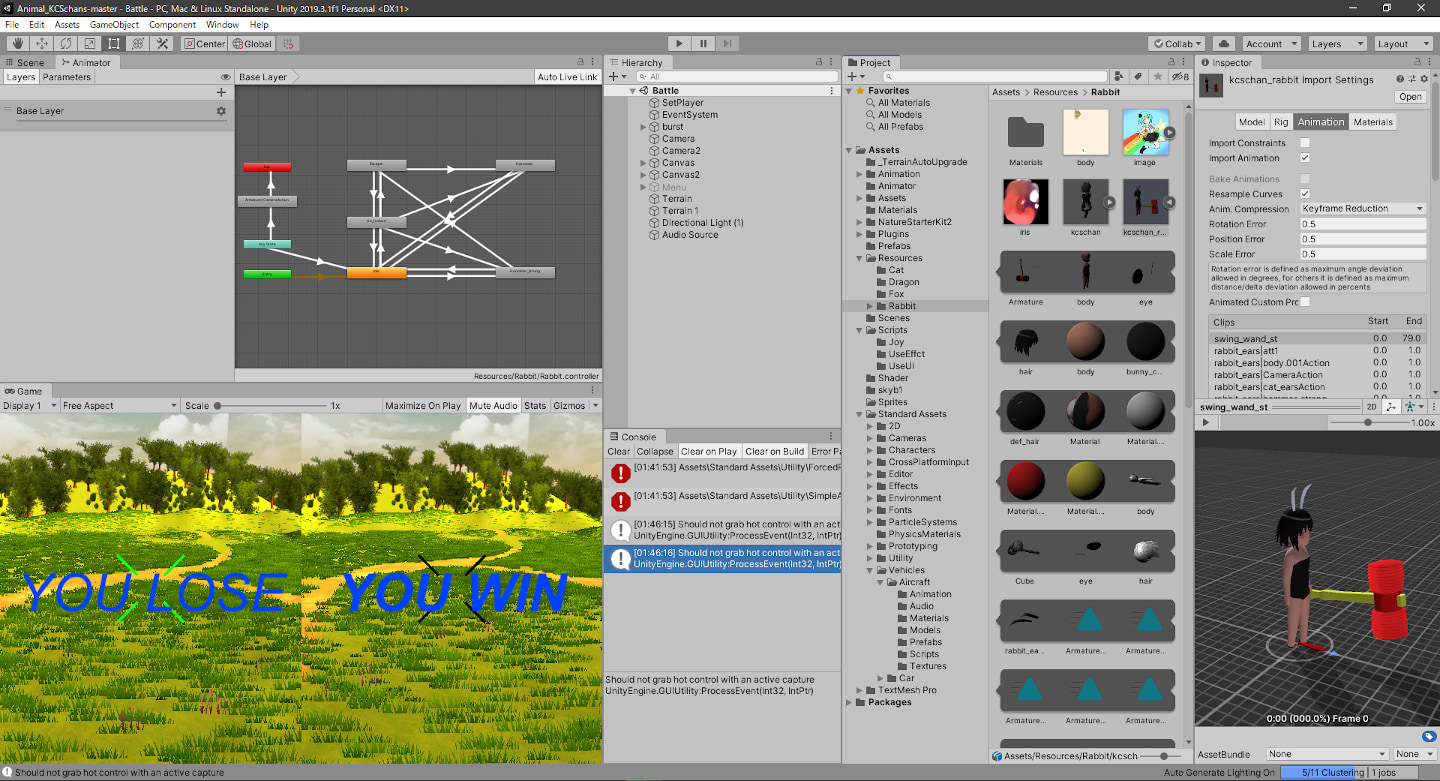 Animal_KCSchans-master - Battle - PC, Mac & Linux Standalone - Unity 2019.3.1f1 Personal <DX11>
File Edit Assets GameObject Component Window Help
Center Global
Collab Account Layers Layout
Scene Animator
Layers Parameters
Base Layer
Auto Live Link
Base Layer
Exit
Any State
Entry
Idle
Resources/Rabbit/Rabbit.controller
Game
Display 1 Free Aspect Scale 1x Maximize On Play Mute Audio Stats Gizmos
YOU LOSE
YOU WIN
Hierarchy
All
Battle
SetPlayer
EventSystem
burst
Camera
Camera2
Canvas
Canvas2
Menu
Terrain
Terrain 1
Directional Light (1)
Audio Source
Console
Clear Collapse Clear on Play Clear on Build Error Pa
[01:41:53] Assets\Standard Assets\Utility\ForcedR
[01:41:53] Assets\Standard Assets\Utility\SimpleA
[01:46:15] Should not grab hot control with an act
UnityEngine.GUIUtility:ProcessEvent(Int32, IntPtr)
[01:46:16] Should not grab hot control with an act
UnityEngine.GUIUtility:ProcessEvent(Int32, IntPtr)
Should not grab hot control with an active capture
UnityEngine.GUIUtility:ProcessEvent(Int32, IntPtr)
Project
8
Favorites
All Materials
All Models
All Prefabs
Assets
_TerrainAutoUpgrade
Animation
Animator
Assets
Materials
NatureStarterKit2
Plugins
Prefabs
Resources
Cat
Dragon
Fox
Rabbit
Scenes
Scripts
Joy
UseEffct
UseUI
Shader
skyb1
Sprites
Standard Assets
2D
Cameras
Characters
CrossPlatformInput
Editor
Effects
Environment
Fonts
ParticleSystems
PhysicsMaterials
Prototyping
Utility
Vehicles
Aircraft
Animation
Audio
Materials
Models
Prefabs
Scripts
Textures
Car
TextMesh Pro
Packages
Assets Resources Rabbit
Materials body image
iris kcschan kcschan_r...
Armature body eye
hair body bunny_c...
def_hair Material Material....
Material.... Material.... body
Cube eye hair
rabbit_ea... Armature... Armature...
Armature... Armature... Armature...
Assets/Resources/Rabbit/kcsch
Inspector
kcschan_rabbit Import Settings
Open
Model Rig Animation Materials
Import Constraints
Import Animation
Bake Animations
Resample Curves
Anim. Compression Keyframe Reduction
Rotation Error 0.5
Position Error 0.5
Scale Error 0.5
Rotation error is defined as maximum angle deviation
allowed in degrees, for others it is defined as maximum
distance/delta deviation allowed in percents
Animated Custom Prc
Clips Start End
swing_wand_st 0.0 79.0
rabbit_ears|att1 0.0 1.0
rabbit_ears|body.001Action 0.0 1.0
rabbit_ears|CameraAction 0.0 1.0
rabbit_ears|cat_earsAction 0.0 1.0
swing_wand_st 2D
1.00x
0:00 (000.0%) Frame 0
AssetBundle None None
Should not grab hot control with an active capture
Auto Generate Lighting On 5/11 Clustering | 1 jobs